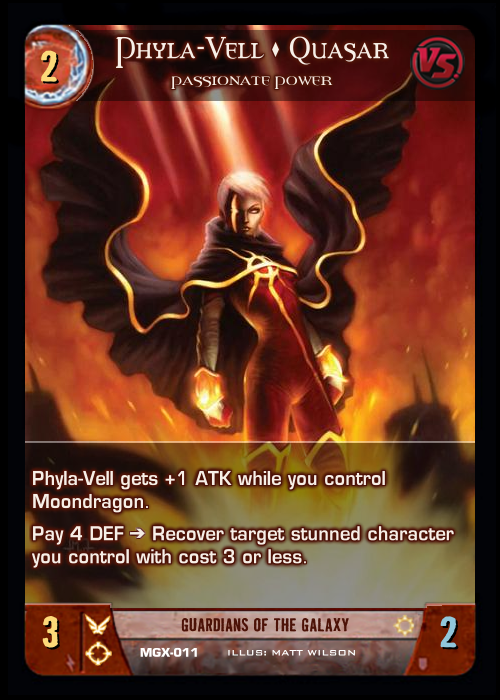 2
Phyla-Vell ♦ Quasar
Passionate Power
VS
Phyla-Vell gets +1 ATK while you control
Moondragon.
Pay 4 DEF ➔ Recover target stunned character
you control with cost 3 or less.
3
Guardians of the Galaxy
2
MGX-011 Illus: Matt Wilson